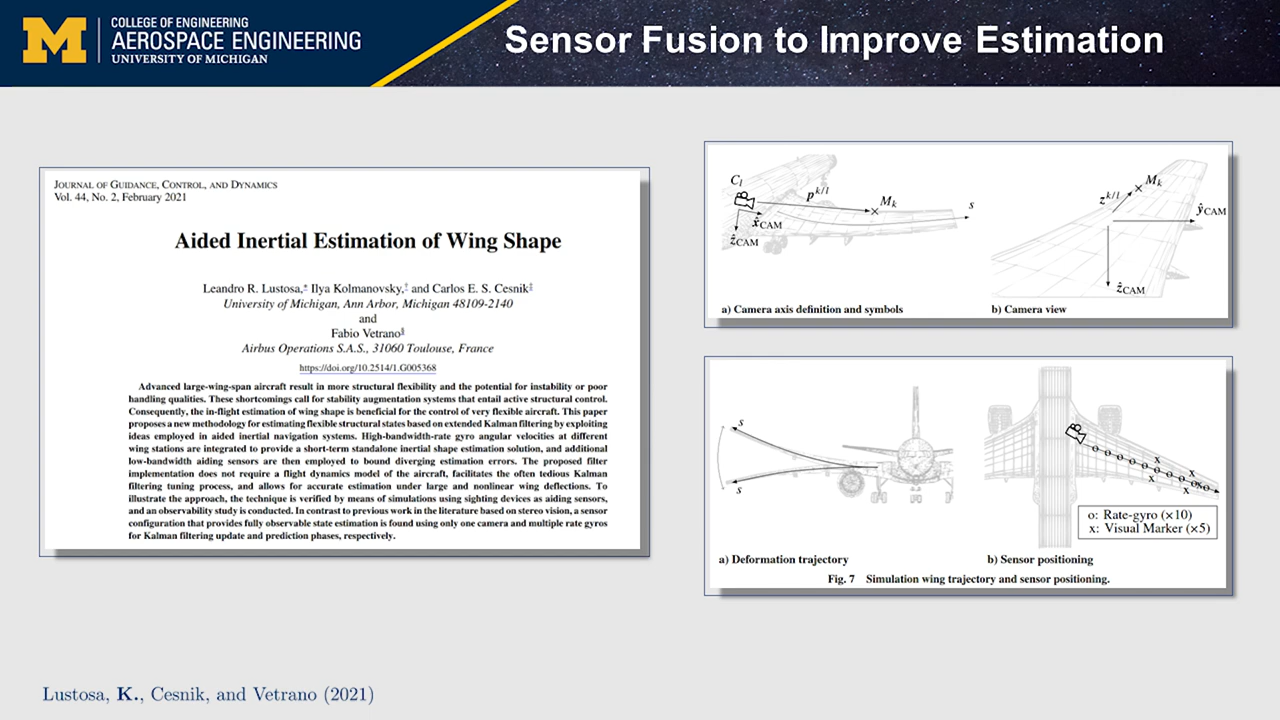 M
COLLEGE OF ENGINEERING
AEROSPACE ENGINEERING
UNIVERSITY OF MICHIGAN
Sensor Fusion to Improve Estimation
JOURNAL OF GUIDANCE, CONTROL, AND DYNAMICS
Vol. 44, No. 2, February 2021
Aided Inertial Estimation of Wing Shape
Leandro R. Lustosa,* Ilya Kolmanovsky,† and Carlos E. S. Cesnik‡
University of Michigan, Ann Arbor, Michigan 48109-2140
and
Fabio Vetrano§
Airbus Operations S.A.S., 31060 Toulouse, France
https://doi.org/10.2514/1.G005368
Advanced large-wing-span aircraft result in more structural flexibility and the potential for instability or poor
handling qualities. These shortcomings call for stability augmentation systems that entail active structural control.
Consequently, the in-flight estimation of wing shape is beneficial for the control of very flexible aircraft. This paper
proposes a new methodology for estimating flexible structural states based on extended Kalman filtering by exploiting
ideas employed in aided inertial navigation systems. High-bandwidth-rate gyro angular velocities at different
wing stations are integrated to provide a short-term standalone inertial shape estimation solution, and additional
low-bandwidth aiding sensors are then employed to bound diverging estimation errors. The proposed filter
implementation does not require a flight dynamics model of the aircraft, facilitates the often tedious Kalman
filtering tuning process, and allows for accurate estimation under large and nonlinear wing deflections. To
illustrate the approach, the technique is verified by means of simulations using sighting devices as aiding sensors,
and an observability study is conducted. In contrast to previous work in the literature based on stereo vision, a sensor
configuration that provides fully observable state estimation is found using only one camera and multiple rate gyros
for Kalman filtering update and prediction phases, respectively.
C_l
p^{k/l}
M_k
s
x̂_CAM
ẑ_CAM
a) Camera axis definition and symbols
M_k
z^{k/l}
ŷ_CAM
ẑ_CAM
b) Camera view
s
s
a) Deformation trajectory
o: Rate-gyro (×10)
x: Visual Marker (×5)
b) Sensor positioning
Fig. 7 Simulation wing trajectory and sensor positioning.
Lustosa, K., Cesnik, and Vetrano (2021)